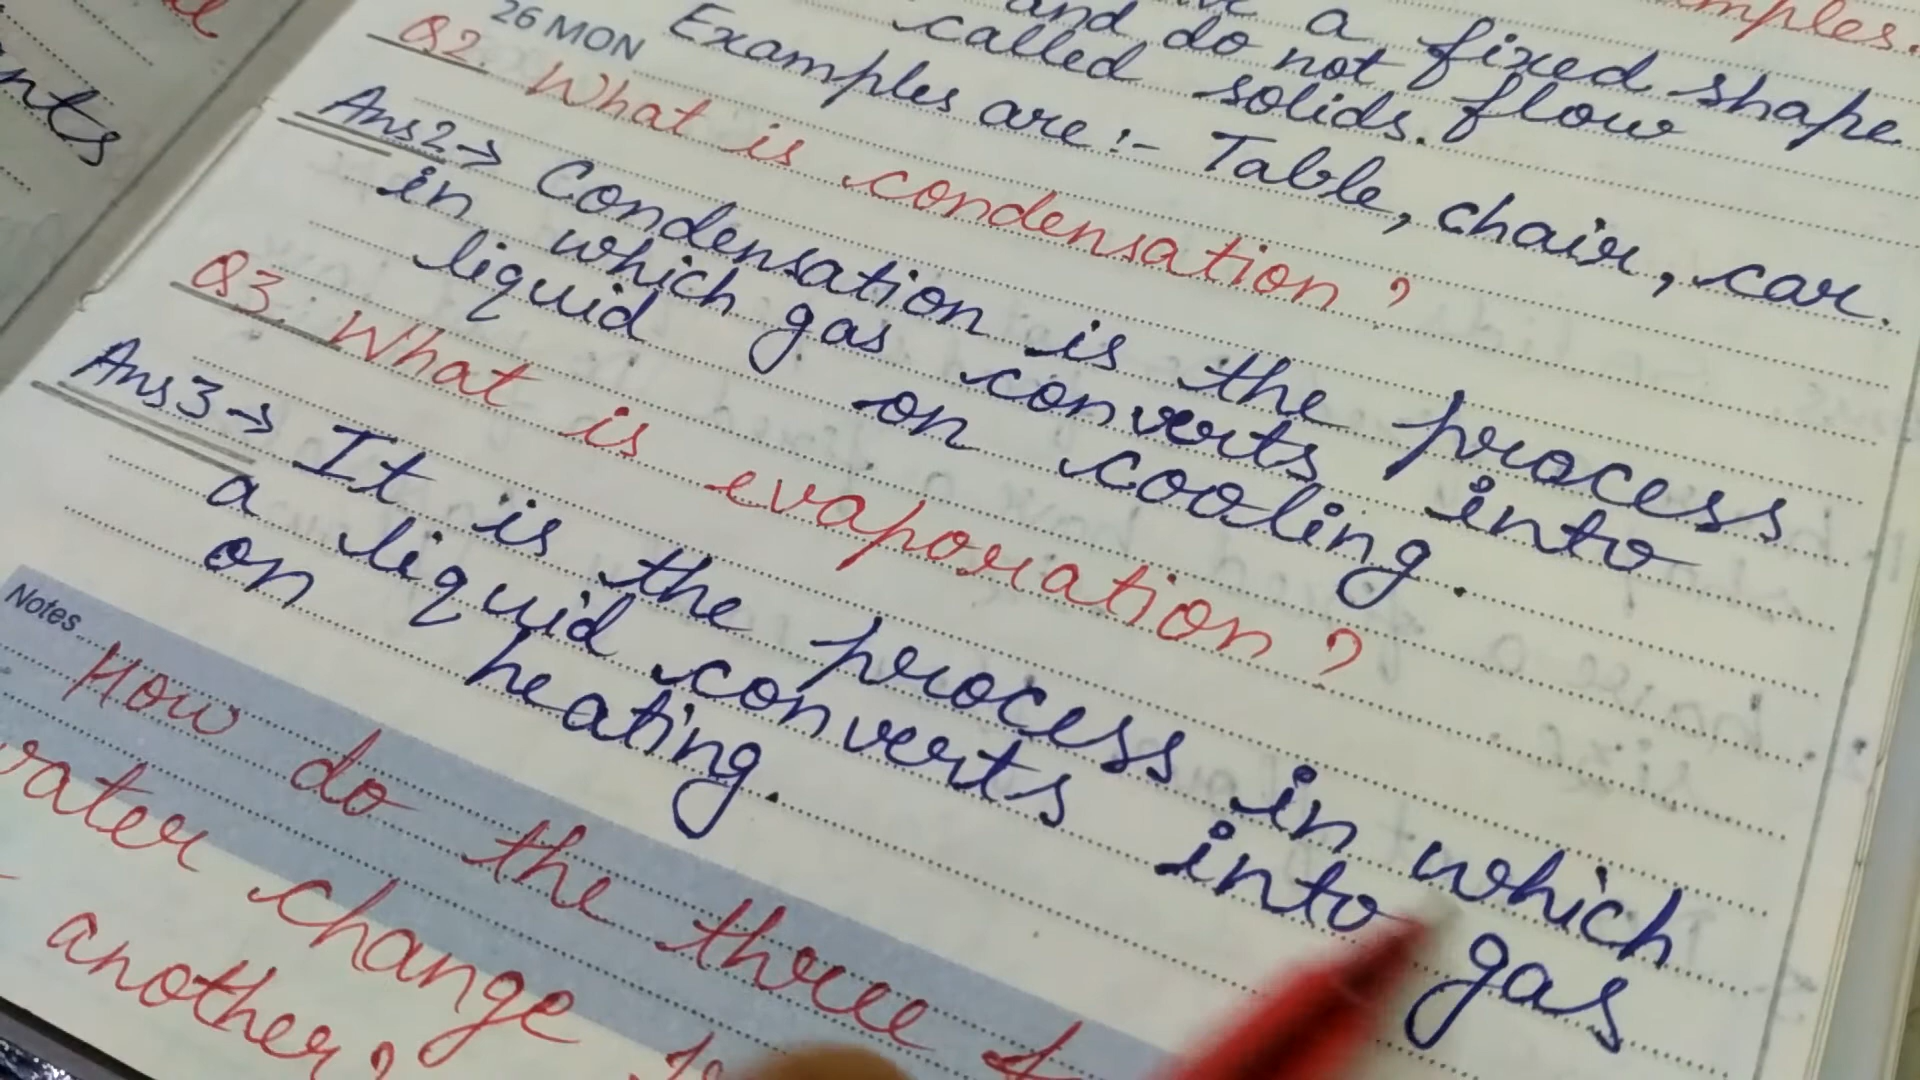 nts
mples.
a fixed shape
and do not flow
called solids.
26 MON
Examples are:- Table, chair, car.
Q2. What is condensation?
Ans2→ Condensation is the process
in which gas converts into
liquid on cooling.
Q3. What is evaporation?
Ans3→ It is the process in which
a liquid converts into gas
on heating.
Notes
How do the three
water change
another?